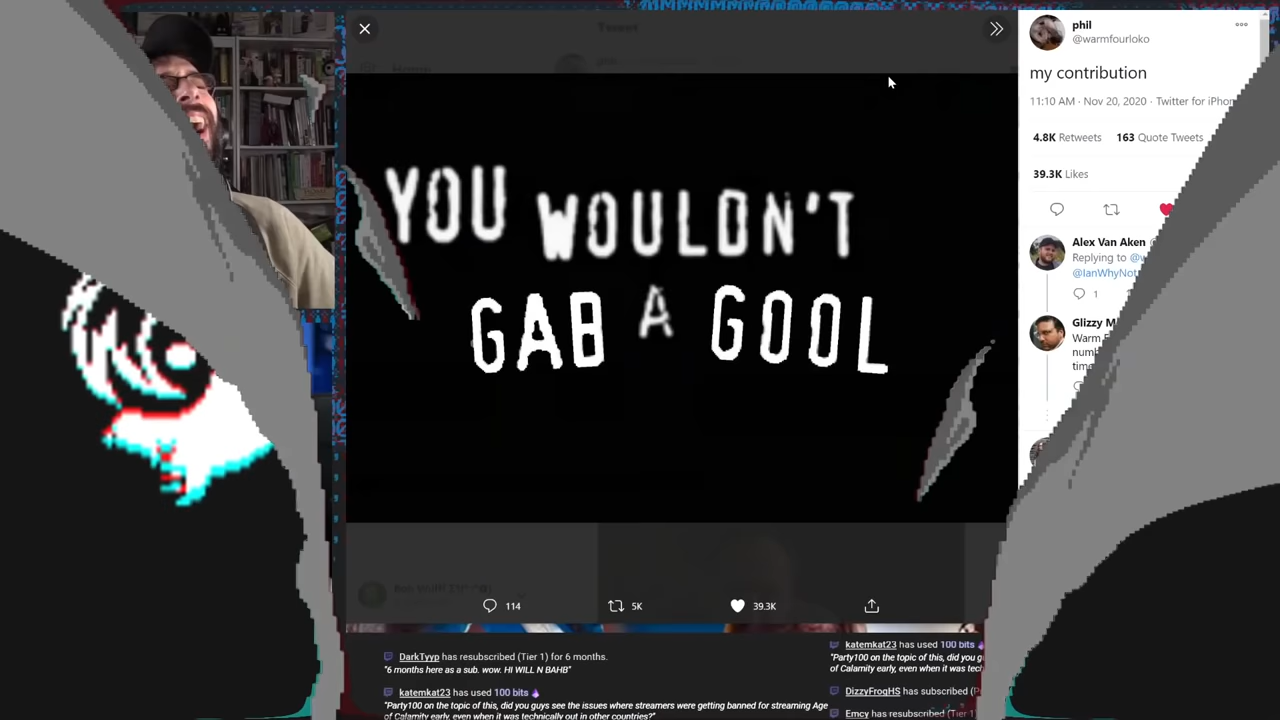 phil
@warmfourloko
my contribution
11:10 AM · Nov 20, 2020 · Twitter for
4.8K Retweets 163 Quote Tweets
39.3K Likes
YOU WOULDN'T
GAB A GOOL
Alex Van Aken
Replying to
@IanWhyNot
1
Glizzy
Warm
114
5K
39.3K
DarkTyyp has resubscribed (Tier 1) for 6 months.
"6 months here as a sub. wow. HI WILL N BAHB"
katemkat23 has used 100 bits
"Party100 on the topic of this, did you guys see the issues where streamers were getting banned for streaming Age
of Calamity early, even when it was technically out in other countries?"
katemkat23 has used 100 bits
"Party100 on the topic of this, did you
of Calamity early, even when it was
DizzyFrogHS has subscribed
Emcy has resubscribed (Tier 1)